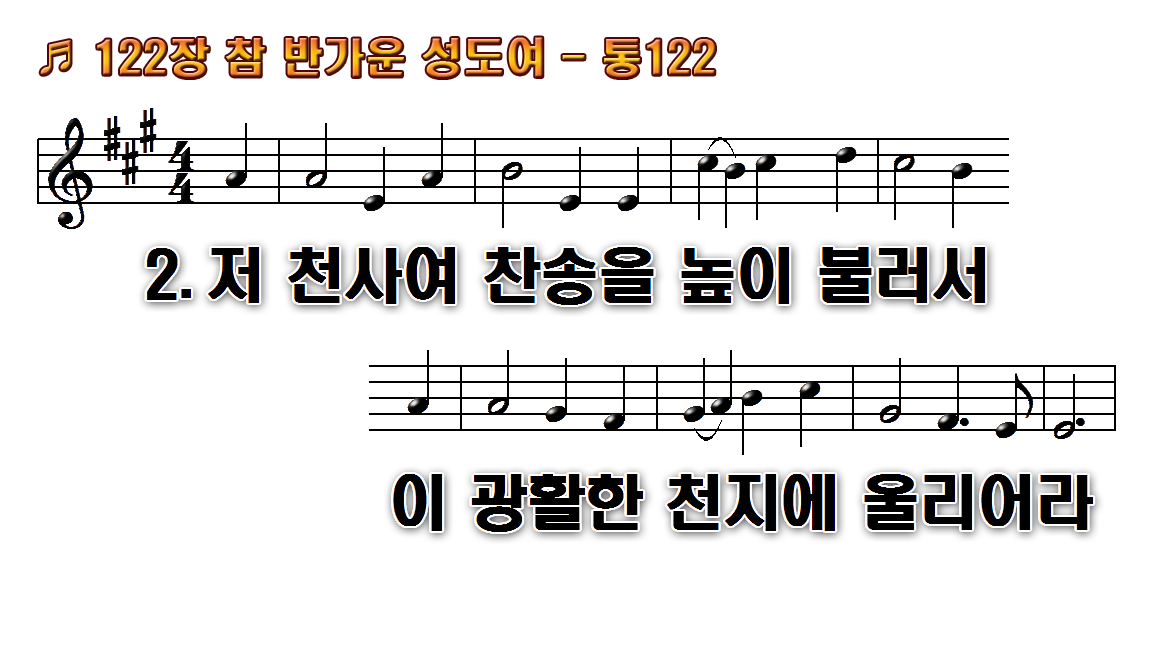 ♬ 122장 참 반가운 성도여 - 통122
4
4
2. 저 천사여 찬송을 높이 불러서
이 광활한 천지에 울리어라